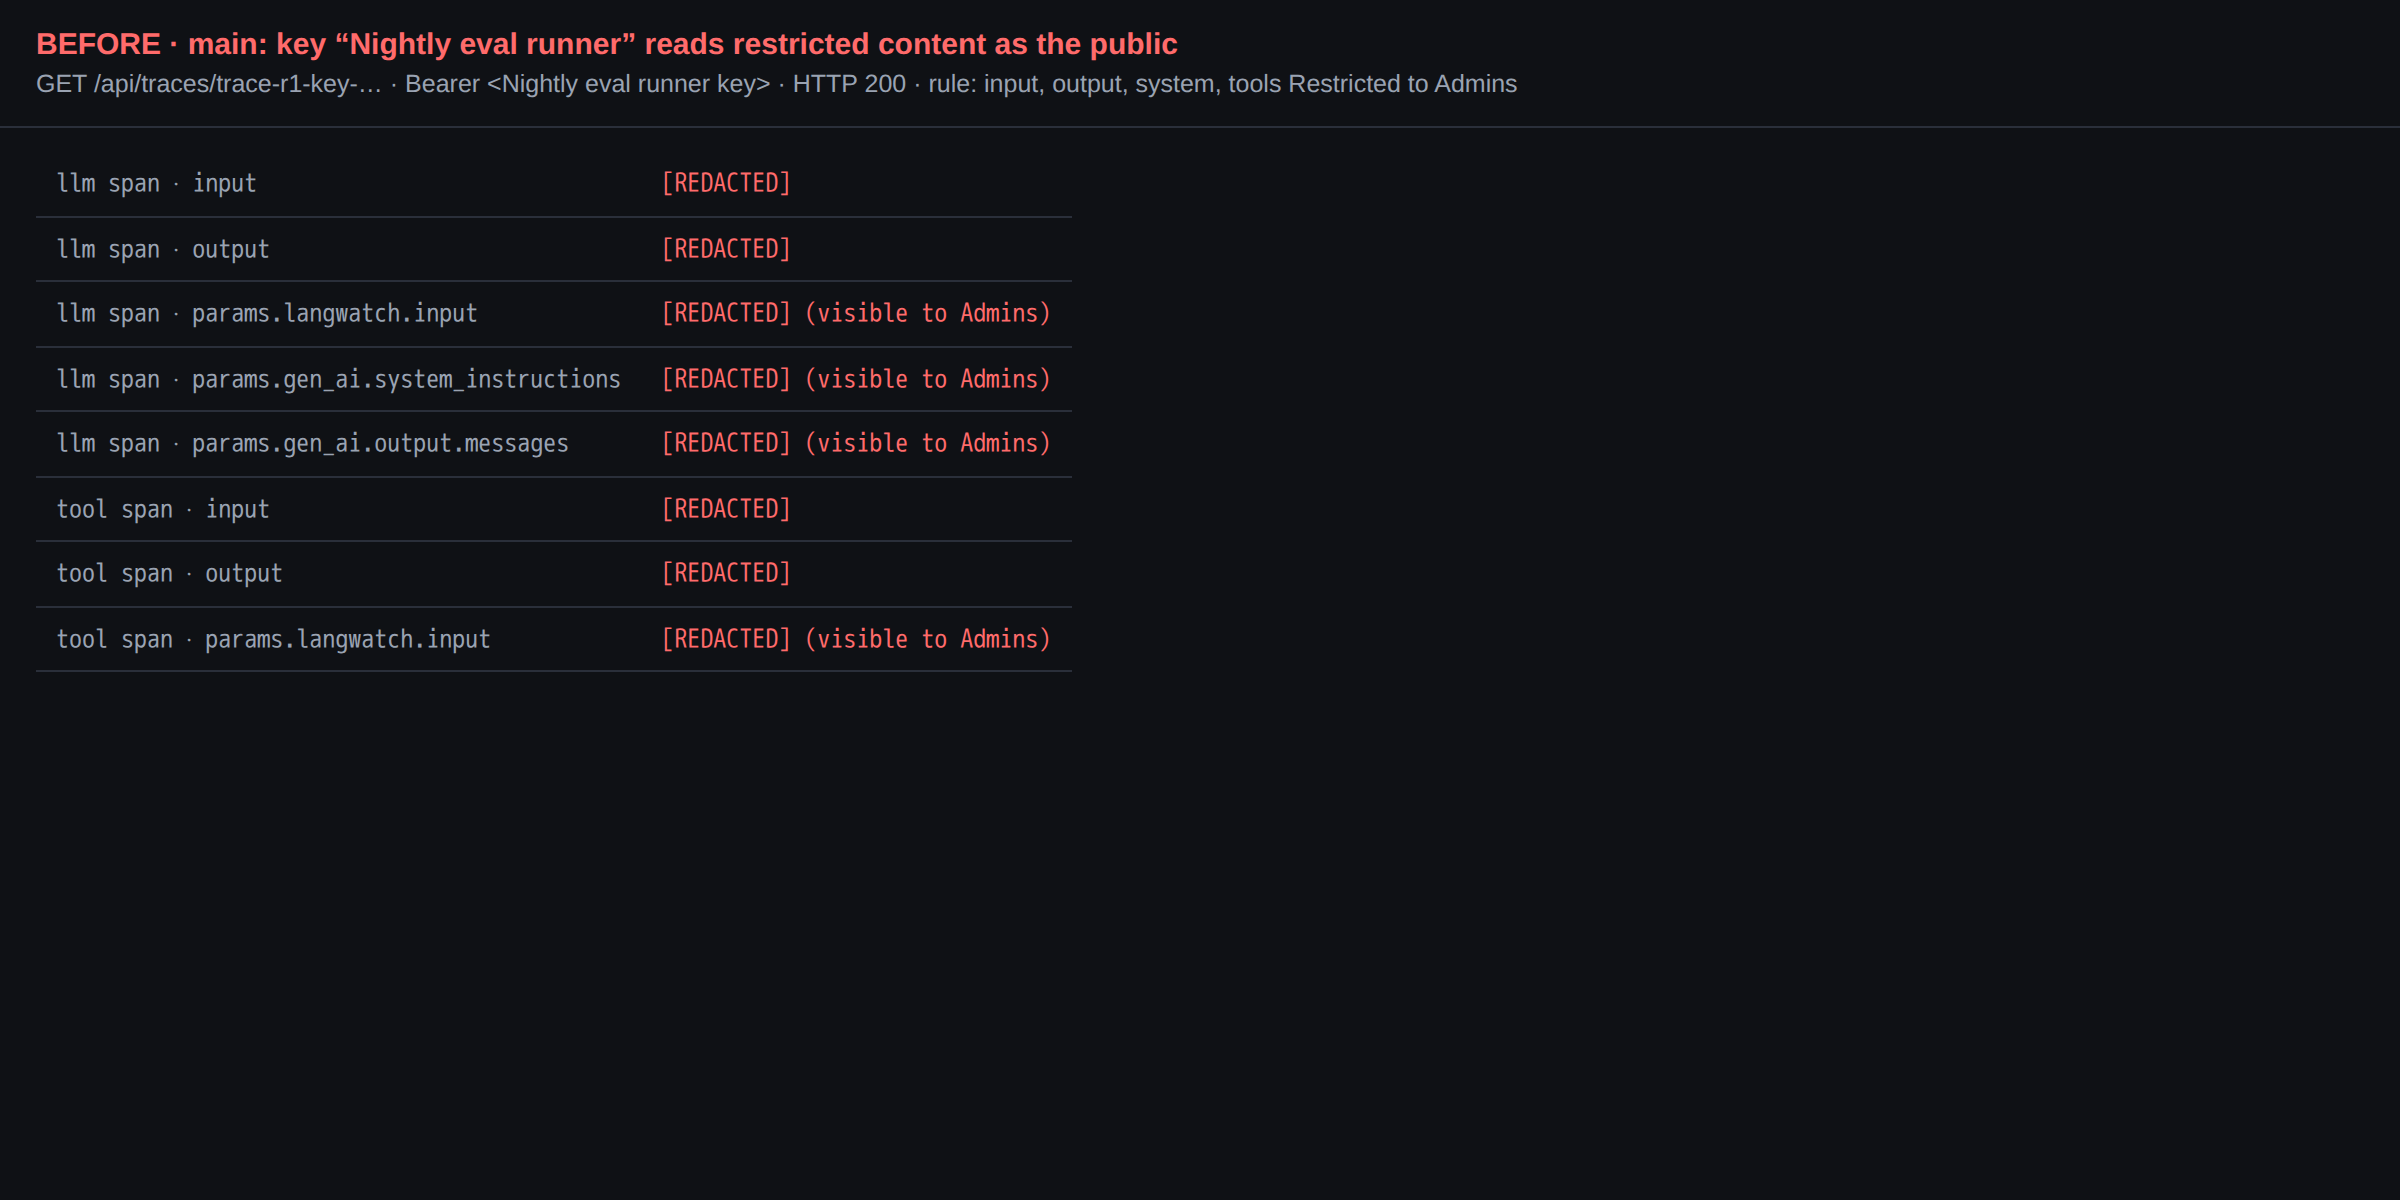 BEFORE · main: key “Nightly eval runner” reads restricted content as the public
GET /api/traces/trace-r1-key-… · Bearer <Nightly eval runner key> · HTTP 200 · rule: input, output, system, tools Restricted to Admins
llm span · input [REDACTED]
llm span · output [REDACTED]
llm span · params.langwatch.input [REDACTED] (visible to Admins)
llm span · params.gen_ai.system_instructions [REDACTED] (visible to Admins)
llm span · params.gen_ai.output.messages [REDACTED] (visible to Admins)
tool span · input [REDACTED]
tool span · output [REDACTED]
tool span · params.langwatch.input [REDACTED] (visible to Admins)